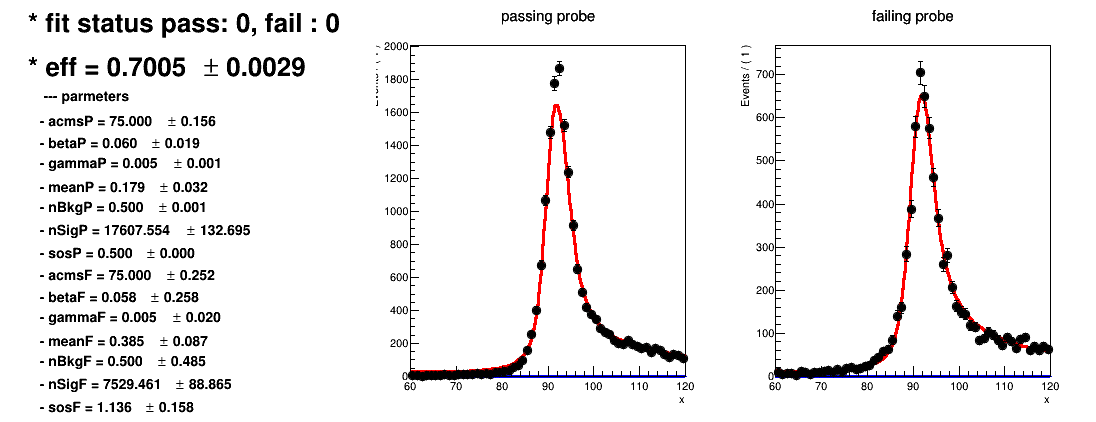 * fit status pass: 0, fail : 0
* eff = 0.7005 ± 0.0029
--- parmeters
- acmsP = 75.000 ± 0.156
- betaP = 0.060 ± 0.019
- gammaP = 0.005 ± 0.001
- meanP = 0.179 ± 0.032
- nBkgP = 0.500 ± 0.001
- nSigP = 17607.554 ± 132.695
- sosP = 0.500 ± 0.000
- acmsF = 75.000 ± 0.252
- betaF = 0.058 ± 0.258
- gammaF = 0.005 ± 0.020
- meanF = 0.385 ± 0.087
- nBkgF = 0.500 ± 0.485
- nSigF = 7529.461 ± 88.865
- sosF = 1.136 ± 0.158
passing probe
2000
1800
1600
1400
1200
1000
800
600
400
200
0
60 70 80 90 100 110 120
x
failing probe
Events / ( 1 )
700
600
500
400
300
200
100
0
60 70 80 90 100 110 120
x